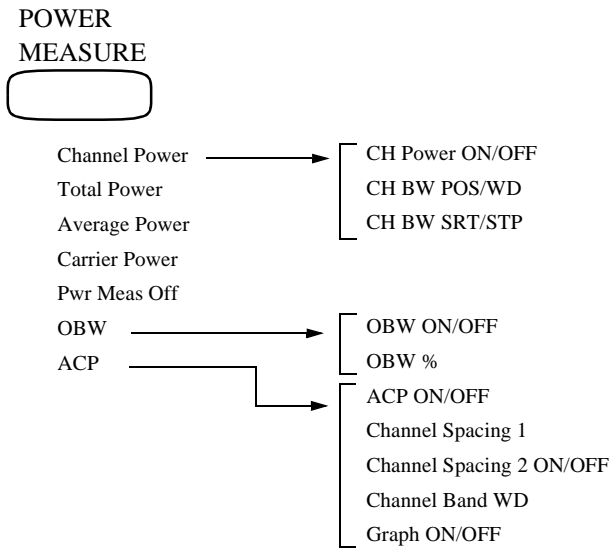 POWER
MEASURE
Channel Power
CH Power ON/OFF
Total Power
CH BW POS/WD
Average Power
CH BW SRT/STP
Carrier Power
Pwr Meas Off
OBW
OBW ON/OFF
OBW %
ACP
ACP ON/OFF
Channel Spacing 1
Channel Spacing 2 ON/OFF
Channel Band WD
Graph ON/OFF